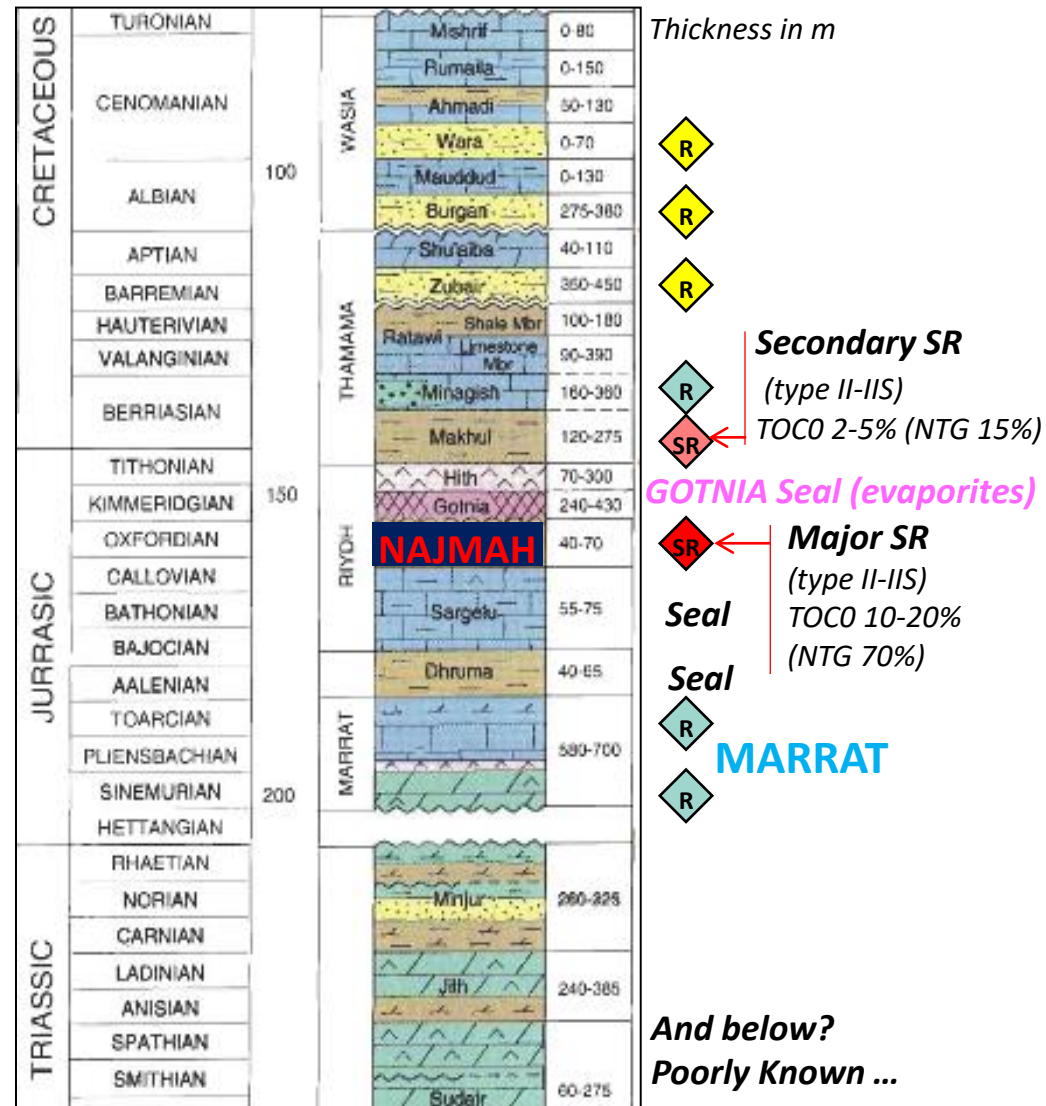 CRETACEOUS
TURONIAN
CENOMANIAN
ALBIAN
APTIAN
BARREMIAN
HAUTERIVIAN
VALANGINIAN
BERRIASIAN
JURRASIC
TITHONIAN
KIMMERIDGIAN
OXFORDIAN
CALLOVIAN
BATHONIAN
BAJOCIAN
AALENIAN
TOARCIAN
PLIENSBACHIAN
SINEMURIAN
HETTANGIAN
TRIASSIC
RHAETIAN
NORIAN
CARNIAN
LADINIAN
ANISIAN
SPATHIAN
SMITHIAN
100
150
200
WASIA
THAMAMA
RIYDH
MARRAT
Mishrif 0-80
Rumaila 0-150
Ahmadi 50-130
Wara 0-70
Mauddud 0-130
Burgan 275-380
Shu'aiba 40-110
Zubair 350-450
Ratawi
Shale Mbr 100-180
Limestone
Mbr 90-390
Minagish 160-360
Makhul 120-275
Hith 70-300
Gotnia 240-430
NAJMAH 40-70
Sargelu 55-75
Dhruma 40-65
580-700
Minjur 260-325
Jilh 240-385
Sudair 60-275
Thickness in m
R
R
R
R
SR
Secondary SR
(type II-IIS)
TOC0 2-5% (NTG 15%)
GOTNIA Seal (evaporites)
SR
Major SR
(type II-IIS)
TOC0 10-20%
(NTG 70%)
Seal
Seal
R
MARRAT
R
And below?
Poorly Known ...